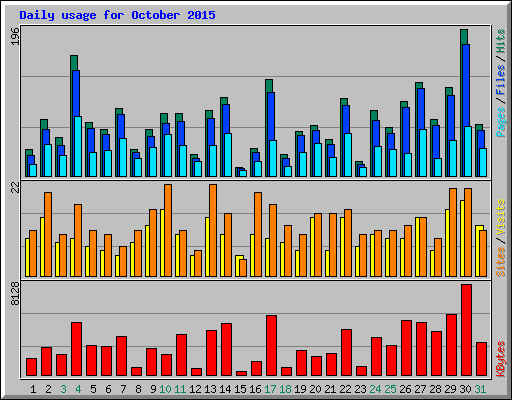 Daily usage for October 2015
196
Pages / Files / Hits
22
Sites / Visits
8128
KBytes
1 2 3 4 5 6 7 8 9 10 11 12 13 14 15 16 17 18 19 20 21 22 23 24 25 26 27 28 29 30 31